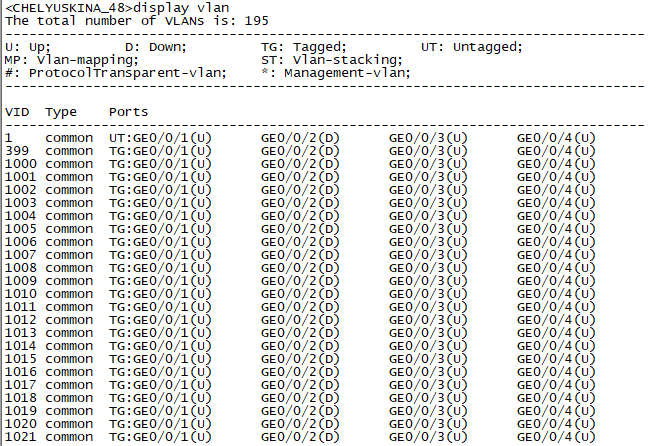 <CHELYUSKINA_48>display vlan
The total number of VLANs is: 195
--------------------------------------------------------------------------------
U: Up;         D: Down;         TG: Tagged;         UT: Untagged;
MP: Vlan-mapping;               ST: Vlan-stacking;
#: ProtocolTransparent-vlan;    *: Management-vlan;
--------------------------------------------------------------------------------
VID  Type    Ports
--------------------------------------------------------------------------------
1    common  UT:GE0/0/1(U)      GE0/0/2(D)      GE0/0/3(U)      GE0/0/4(U)
399  common  TG:GE0/0/1(U)      GE0/0/2(D)      GE0/0/3(U)      GE0/0/4(U)
1000 common  TG:GE0/0/1(U)      GE0/0/2(D)      GE0/0/3(U)      GE0/0/4(U)
1001 common  TG:GE0/0/1(U)      GE0/0/2(D)      GE0/0/3(U)      GE0/0/4(U)
1002 common  TG:GE0/0/1(U)      GE0/0/2(D)      GE0/0/3(U)      GE0/0/4(U)
1003 common  TG:GE0/0/1(U)      GE0/0/2(D)      GE0/0/3(U)      GE0/0/4(U)
1004 common  TG:GE0/0/1(U)      GE0/0/2(D)      GE0/0/3(U)      GE0/0/4(U)
1005 common  TG:GE0/0/1(U)      GE0/0/2(D)      GE0/0/3(U)      GE0/0/4(U)
1006 common  TG:GE0/0/1(U)      GE0/0/2(D)      GE0/0/3(U)      GE0/0/4(U)
1007 common  TG:GE0/0/1(U)      GE0/0/2(D)      GE0/0/3(U)      GE0/0/4(U)
1008 common  TG:GE0/0/1(U)      GE0/0/2(D)      GE0/0/3(U)      GE0/0/4(U)
1009 common  TG:GE0/0/1(U)      GE0/0/2(D)      GE0/0/3(U)      GE0/0/4(U)
1010 common  TG:GE0/0/1(U)      GE0/0/2(D)      GE0/0/3(U)      GE0/0/4(U)
1011 common  TG:GE0/0/1(U)      GE0/0/2(D)      GE0/0/3(U)      GE0/0/4(U)
1012 common  TG:GE0/0/1(U)      GE0/0/2(D)      GE0/0/3(U)      GE0/0/4(U)
1013 common  TG:GE0/0/1(U)      GE0/0/2(D)      GE0/0/3(U)      GE0/0/4(U)
1014 common  TG:GE0/0/1(U)      GE0/0/2(D)      GE0/0/3(U)      GE0/0/4(U)
1015 common  TG:GE0/0/1(U)      GE0/0/2(D)      GE0/0/3(U)      GE0/0/4(U)
1016 common  TG:GE0/0/1(U)      GE0/0/2(D)      GE0/0/3(U)      GE0/0/4(U)
1017 common  TG:GE0/0/1(U)      GE0/0/2(D)      GE0/0/3(U)      GE0/0/4(U)
1018 common  TG:GE0/0/1(U)      GE0/0/2(D)      GE0/0/3(U)      GE0/0/4(U)
1019 common  TG:GE0/0/1(U)      GE0/0/2(D)      GE0/0/3(U)      GE0/0/4(U)
1020 common  TG:GE0/0/1(U)      GE0/0/2(D)      GE0/0/3(U)      GE0/0/4(U)
1021 common  TG:GE0/0/1(U)      GE0/0/2(D)      GE0/0/3(U)      GE0/0/4(U)